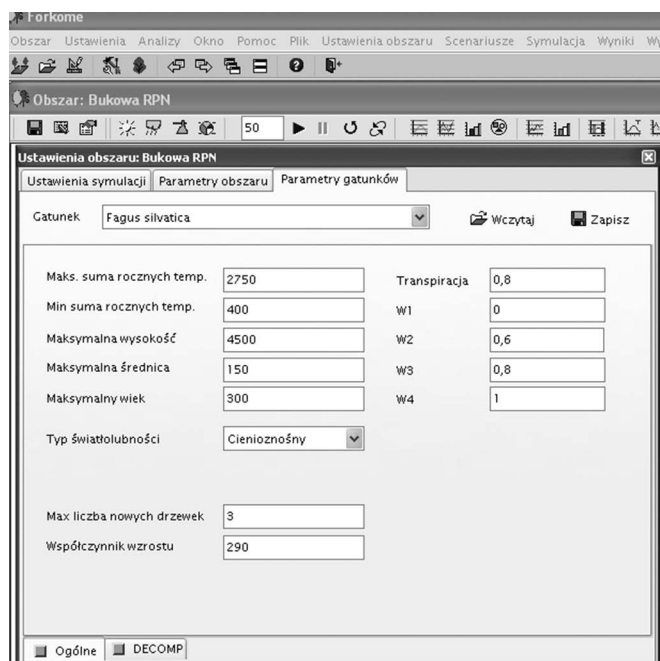 Forkome
Obszar Ustawienia Analizy Okno Pomoc Plik Ustawienia obszaru Scenariusze Symulacja Wyniki
Obszar: Bukowa RPN
50
Ustawienia obszaru: Bukowa RPN
Ustawienia symulacji Parametry obszaru Parametry gatunków
Gatunek Fagus silvatica Wczytaj Zapisz
Maks. suma rocznych temp. 2750 Transpiracja 0,8
Min suma rocznych temp. 400 W1 0
Maksymalna wysokość 4500 W2 0,6
Maksymalna średnica 150 W3 0,8
Maksymalny wiek 300 W4 1
Typ światłolubności Cienioznośny
Max liczba nowych drzewek 3
Współczynnik wzrostu 290
Ogólne DECOMP